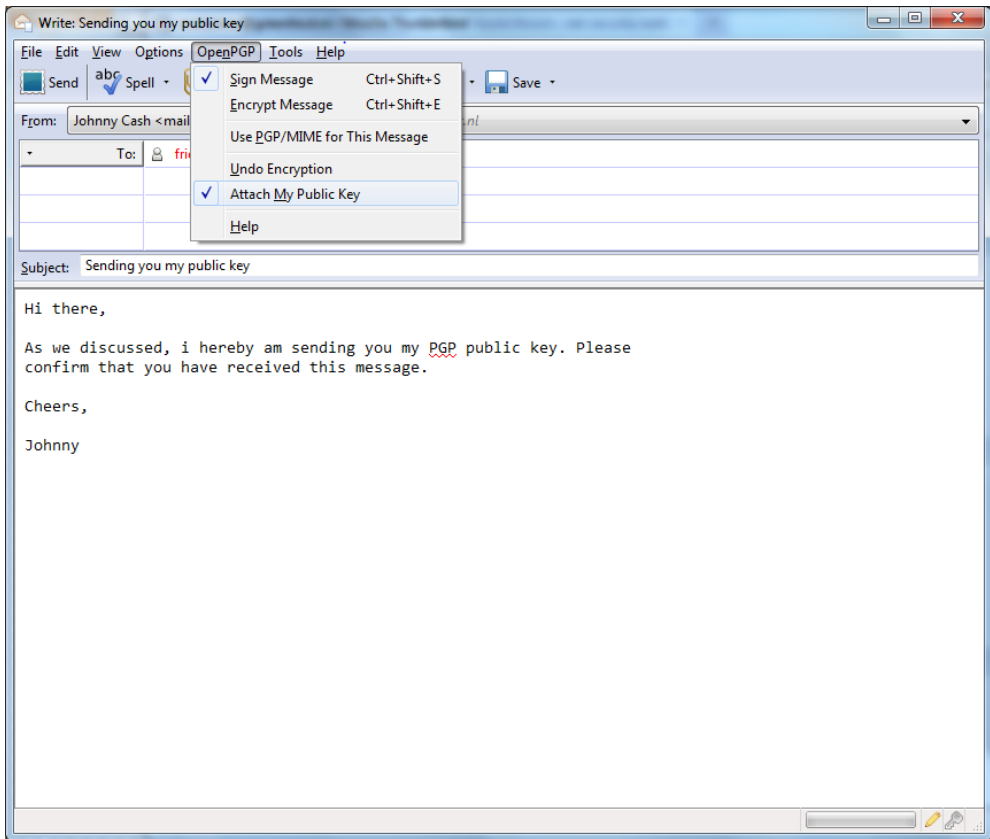 Write: Sending you my public key
File Edit View Options OpenPGP Tools Help
Send abc Spell Save
Sign Message Ctrl+Shift+S
Encrypt Message Ctrl+Shift+E
Use PGP/MIME for This Message
Undo Encryption
Attach My Public Key
Help
From: Johnny Cash <mail .nl
To: frie
Subject: Sending you my public key
Hi there,
As we discussed, i hereby am sending you my PGP public key. Please
confirm that you have received this message.
Cheers,
Johnny